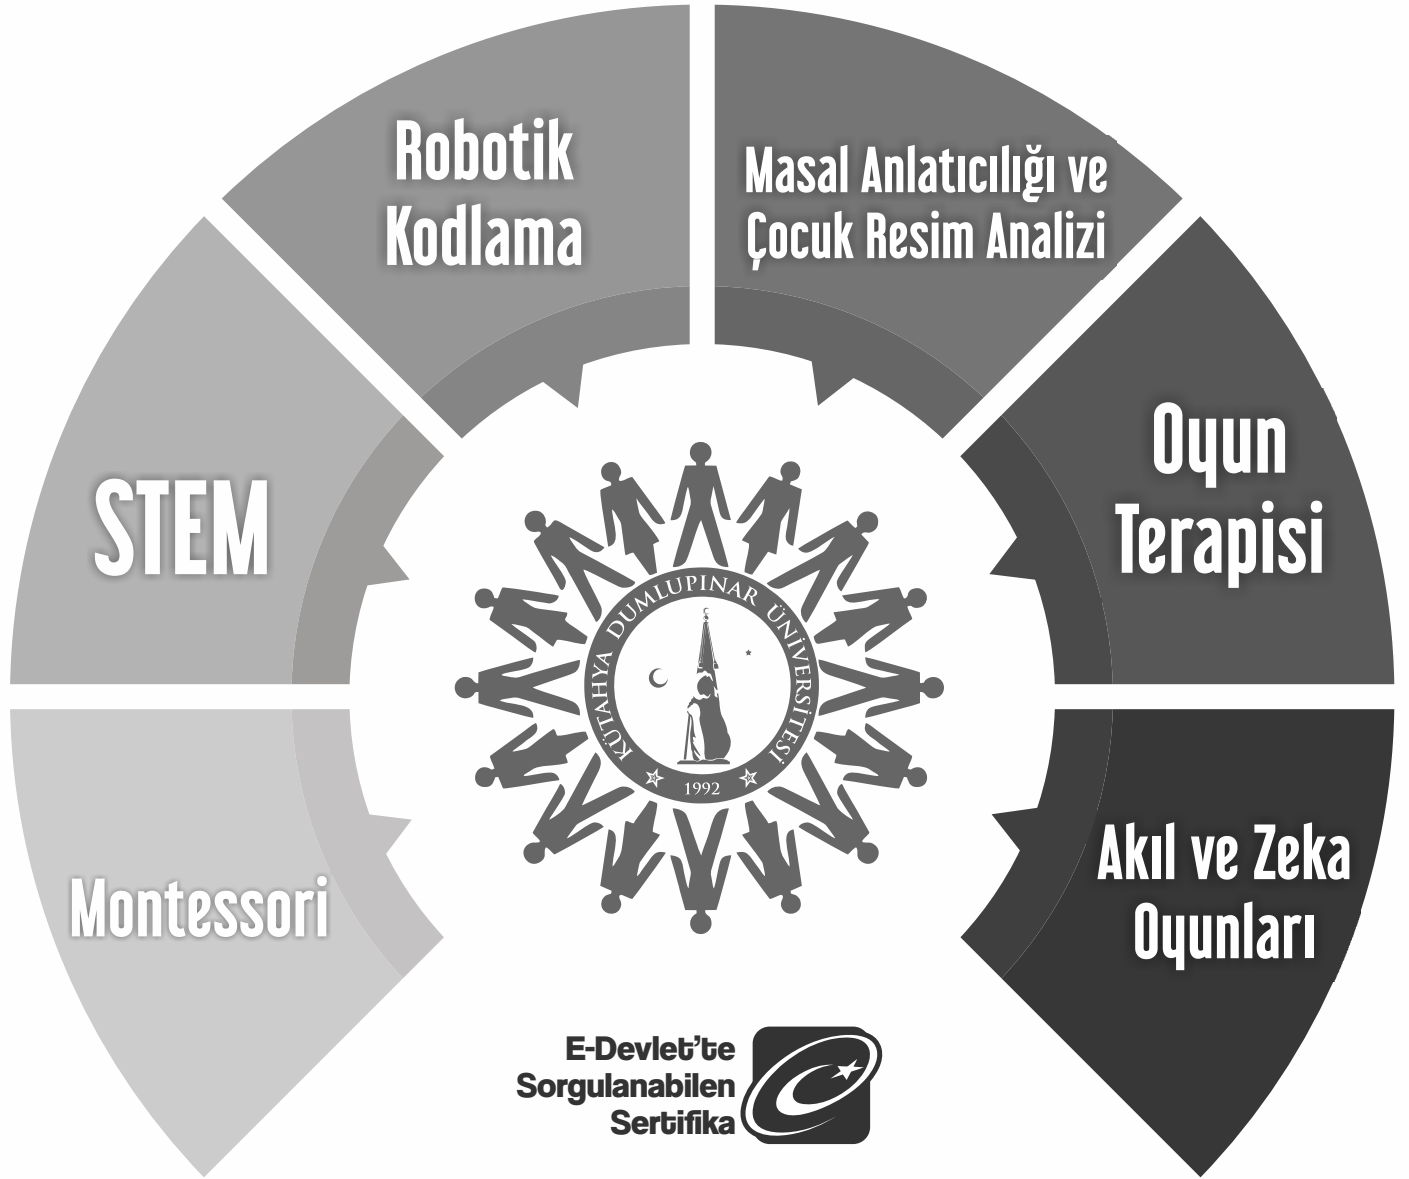 Robotik
Kodlama
Masal Anlatıcılığı ve
Çocuk Resim Analizi
STEM
Oyun
Terapisi
Montessori
Akıl ve Zeka
Oyunları
KÜTAHYA DUMLUPINAR ÜNİVERSİTESİ
1992
E-Devlet'te
Sorgulanabilen
Sertifika